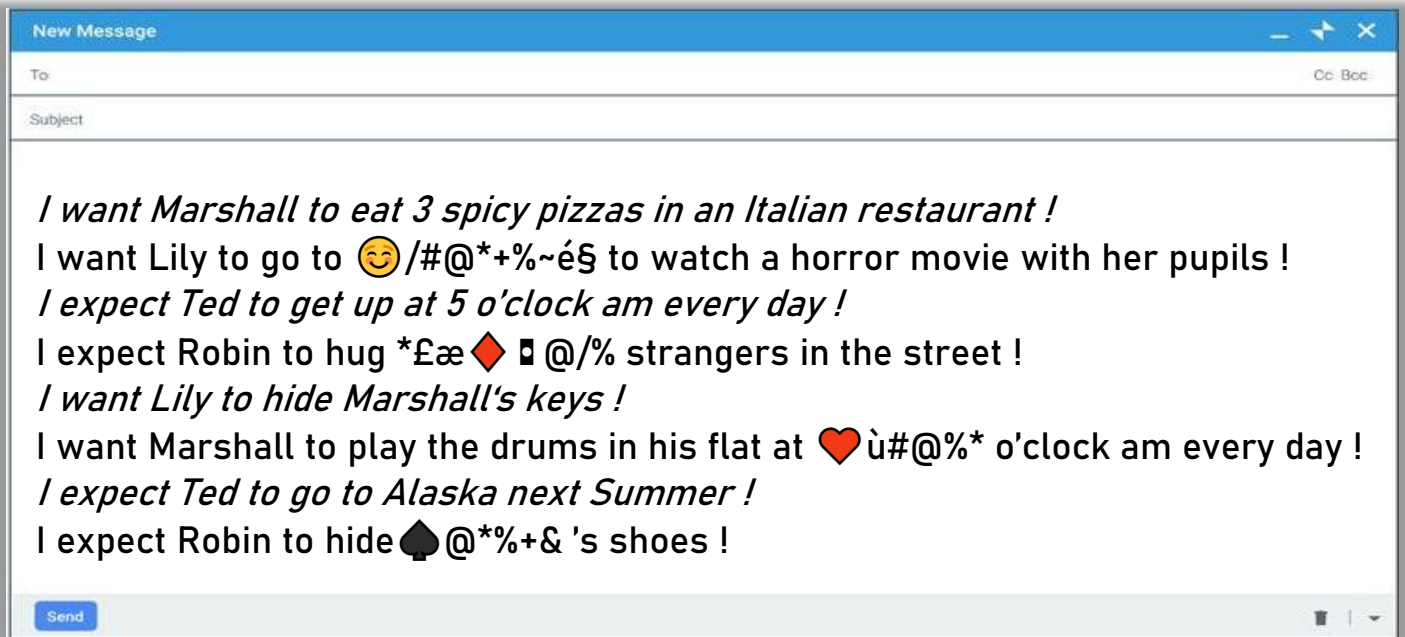 New Message
To Cc Bcc
Subject
I want Marshall to eat 3 spicy pizzas in an Italian restaurant !
I want Lily to go to 😊/#@*+%~é§ to watch a horror movie with her pupils !
I expect Ted to get up at 5 o’clock am every day !
I expect Robin to hug *£æ♦️◘@/% strangers in the street !
I want Lily to hide Marshall‘s keys !
I want Marshall to play the drums in his flat at ❤️ù#@%* o’clock am every day !
I expect Ted to go to Alaska next Summer !
I expect Robin to hide♠️@*%+& ’s shoes !
Send